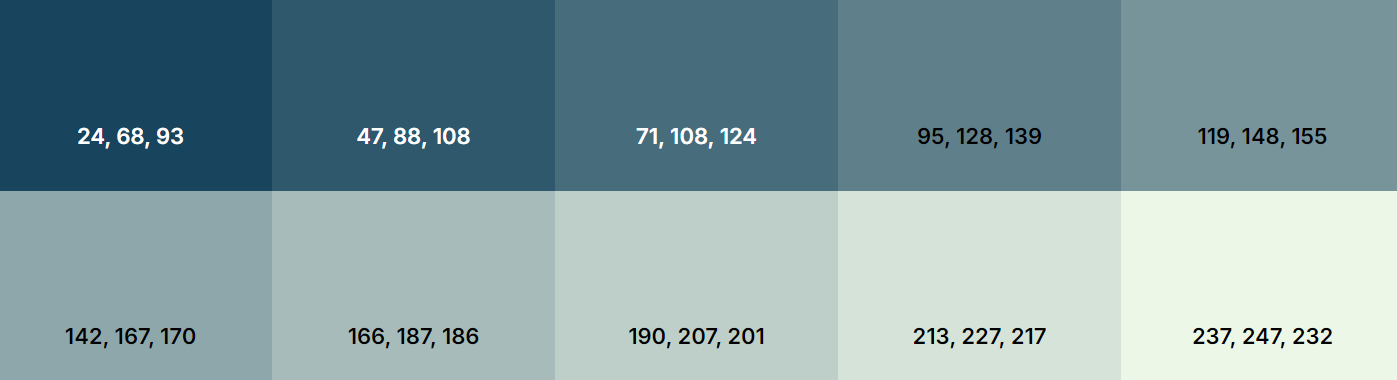 24, 68, 93
47, 88, 108
71, 108, 124
95, 128, 139
119, 148, 155
142, 167, 170
166, 187, 186
190, 207, 201
213, 227, 217
237, 247, 232